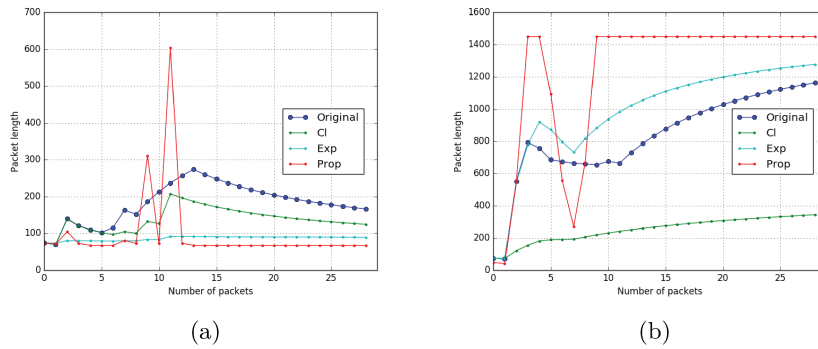 700
600
500
400
300
200
100
0
Packet length
0 5 10 15 20 25
Number of packets
Original
Cl
Exp
Prop
(a)
1600
1400
1200
1000
800
600
400
200
0
Packet length
0 5 10 15 20 25
Number of packets
Original
Cl
Exp
Prop
(b)